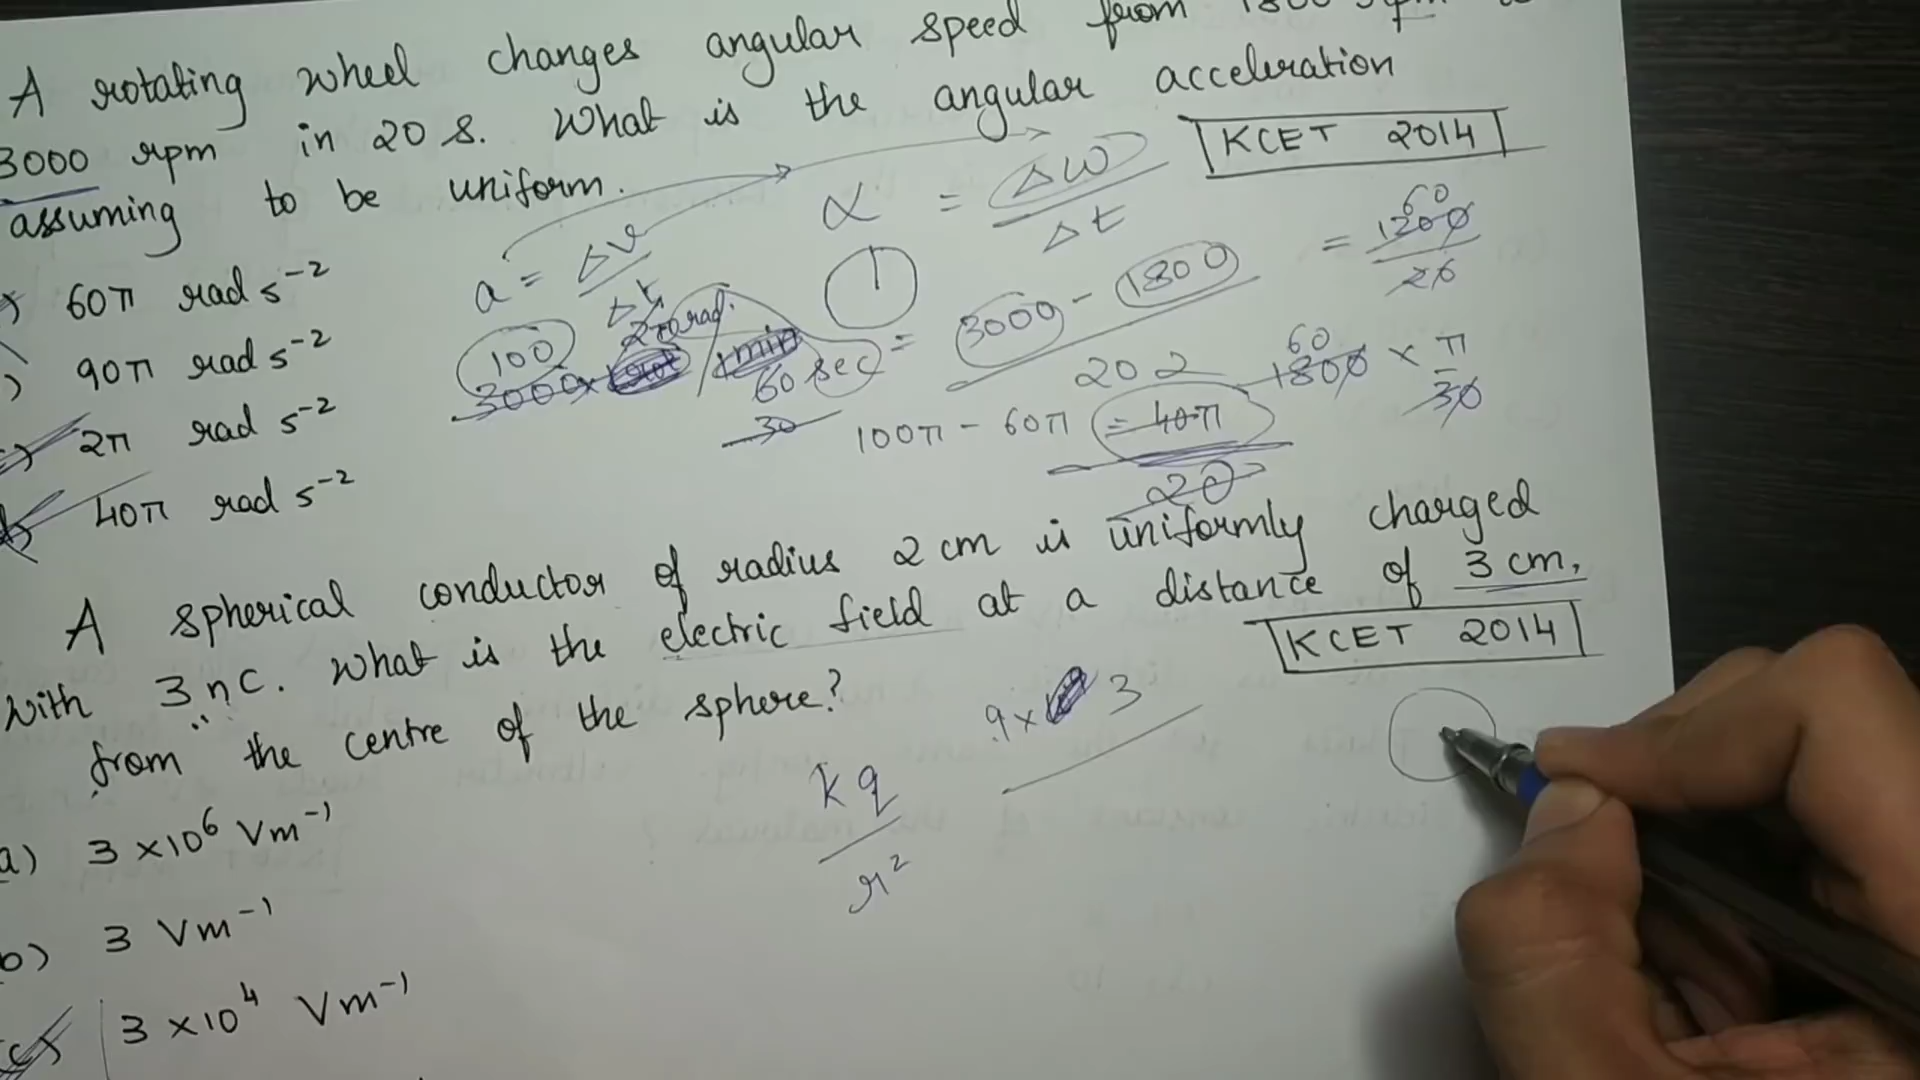 A rotating wheel changes angular speed from 1800 rpm to
3000 rpm in 20 s. What is the angular acceleration
assuming to be uniform.
KCET 2014
α = Δω / Δt
a = Δv / Δt
60π rad s⁻²
90π rad s⁻²
2π rad s⁻²
40π rad s⁻²
100
3000 × 2π rad. / 1 min
60 sec
30
= 3000 - 1800
20 2
= 1200 / 20
60
60
1800 × π / 30
100π - 60π = 40π
20
A spherical conductor of radius 2 cm is uniformly charged
with 3 nC. What is the electric field at a distance of 3 cm,
from the centre of the sphere?
KCET 2014
9 × 3
kq / r²
a) 3 × 10⁶ Vm⁻¹
b) 3 Vm⁻¹
c) 3 × 10⁴ Vm⁻¹